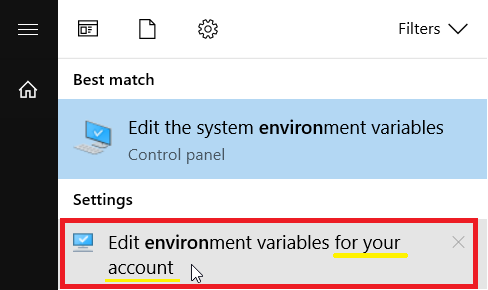 Filters
Best match
Edit the system environment variables
Control panel
Settings
Edit environment variables for your
account